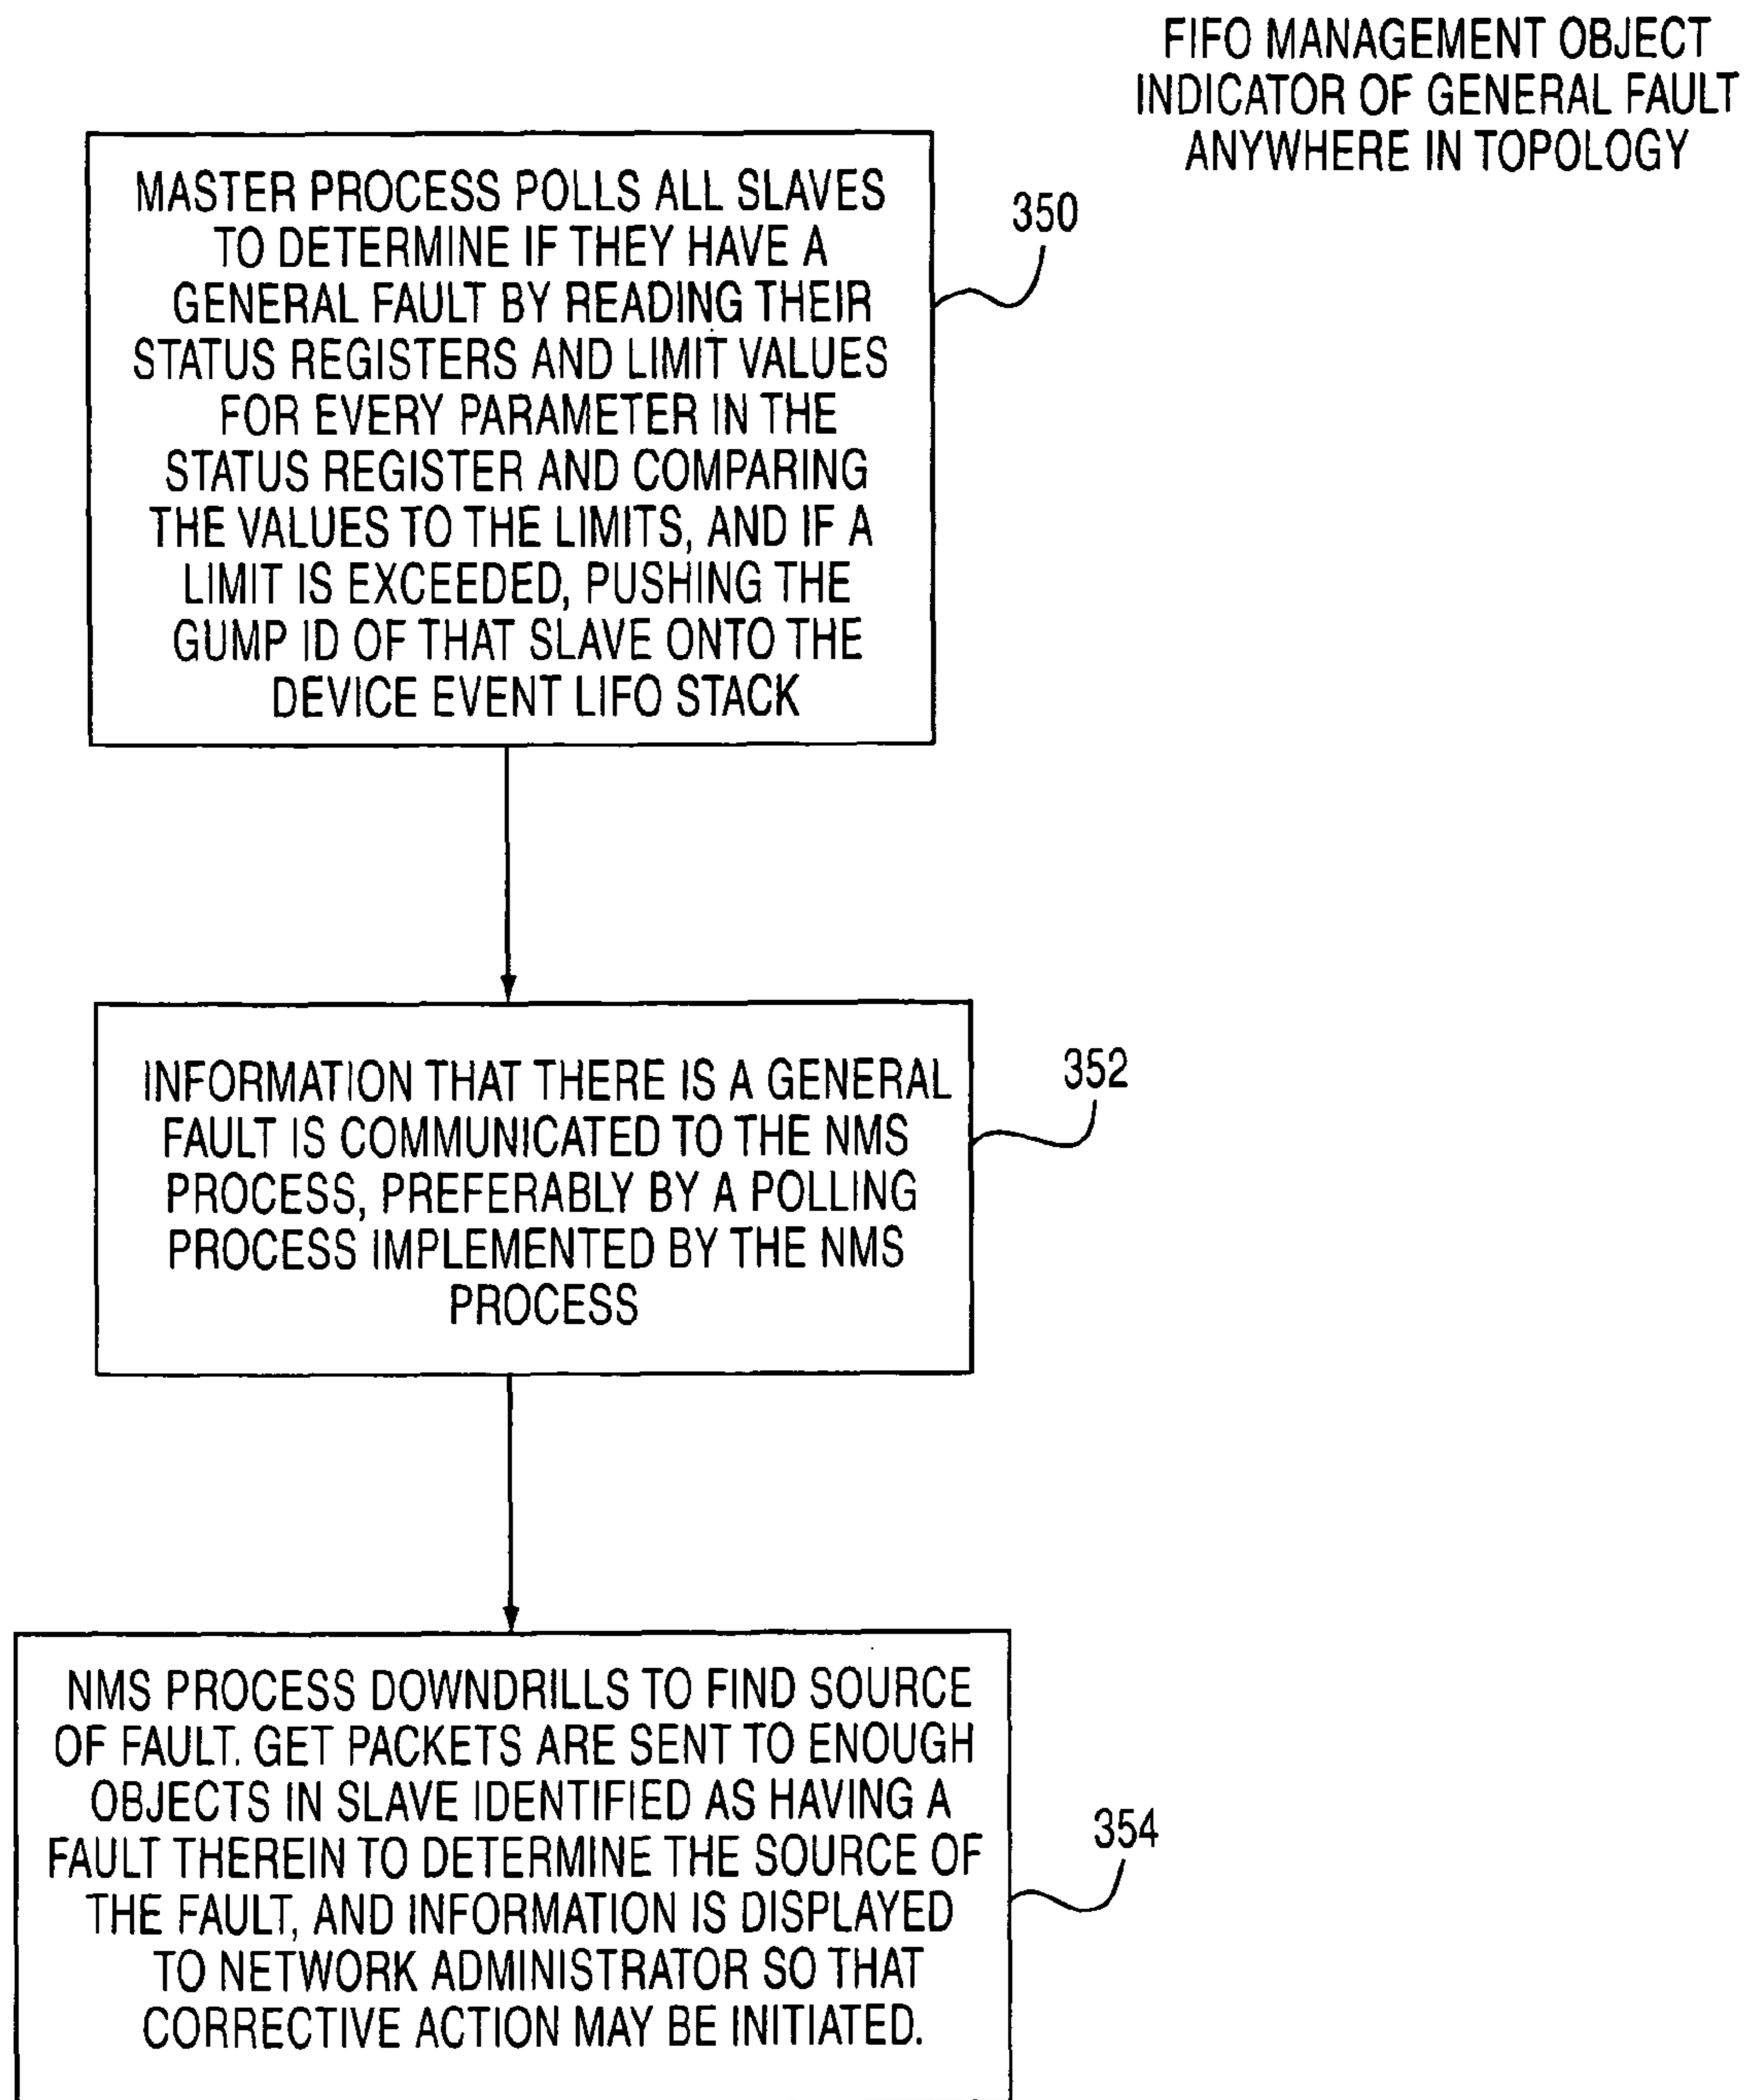 FIFO MANAGEMENT OBJECT
INDICATOR OF GENERAL FAULT
ANYWHERE IN TOPOLOGY
MASTER PROCESS POLLS ALL SLAVES
TO DETERMINE IF THEY HAVE A
GENERAL FAULT BY READING THEIR
STATUS REGISTERS AND LIMIT VALUES
FOR EVERY PARAMETER IN THE
STATUS REGISTER AND COMPARING
THE VALUES TO THE LIMITS, AND IF A
LIMIT IS EXCEEDED, PUSHING THE
GUMP ID OF THAT SLAVE ONTO THE
DEVICE EVENT LIFO STACK
350
INFORMATION THAT THERE IS A GENERAL
FAULT IS COMMUNICATED TO THE NMS
PROCESS, PREFERABLY BY A POLLING
PROCESS IMPLEMENTED BY THE NMS
PROCESS
352
NMS PROCESS DOWNDRILLS TO FIND SOURCE
OF FAULT. GET PACKETS ARE SENT TO ENOUGH
OBJECTS IN SLAVE IDENTIFIED AS HAVING A
FAULT THEREIN TO DETERMINE THE SOURCE OF
THE FAULT, AND INFORMATION IS DISPLAYED
TO NETWORK ADMINISTRATOR SO THAT
CORRECTIVE ACTION MAY BE INITIATED.
354